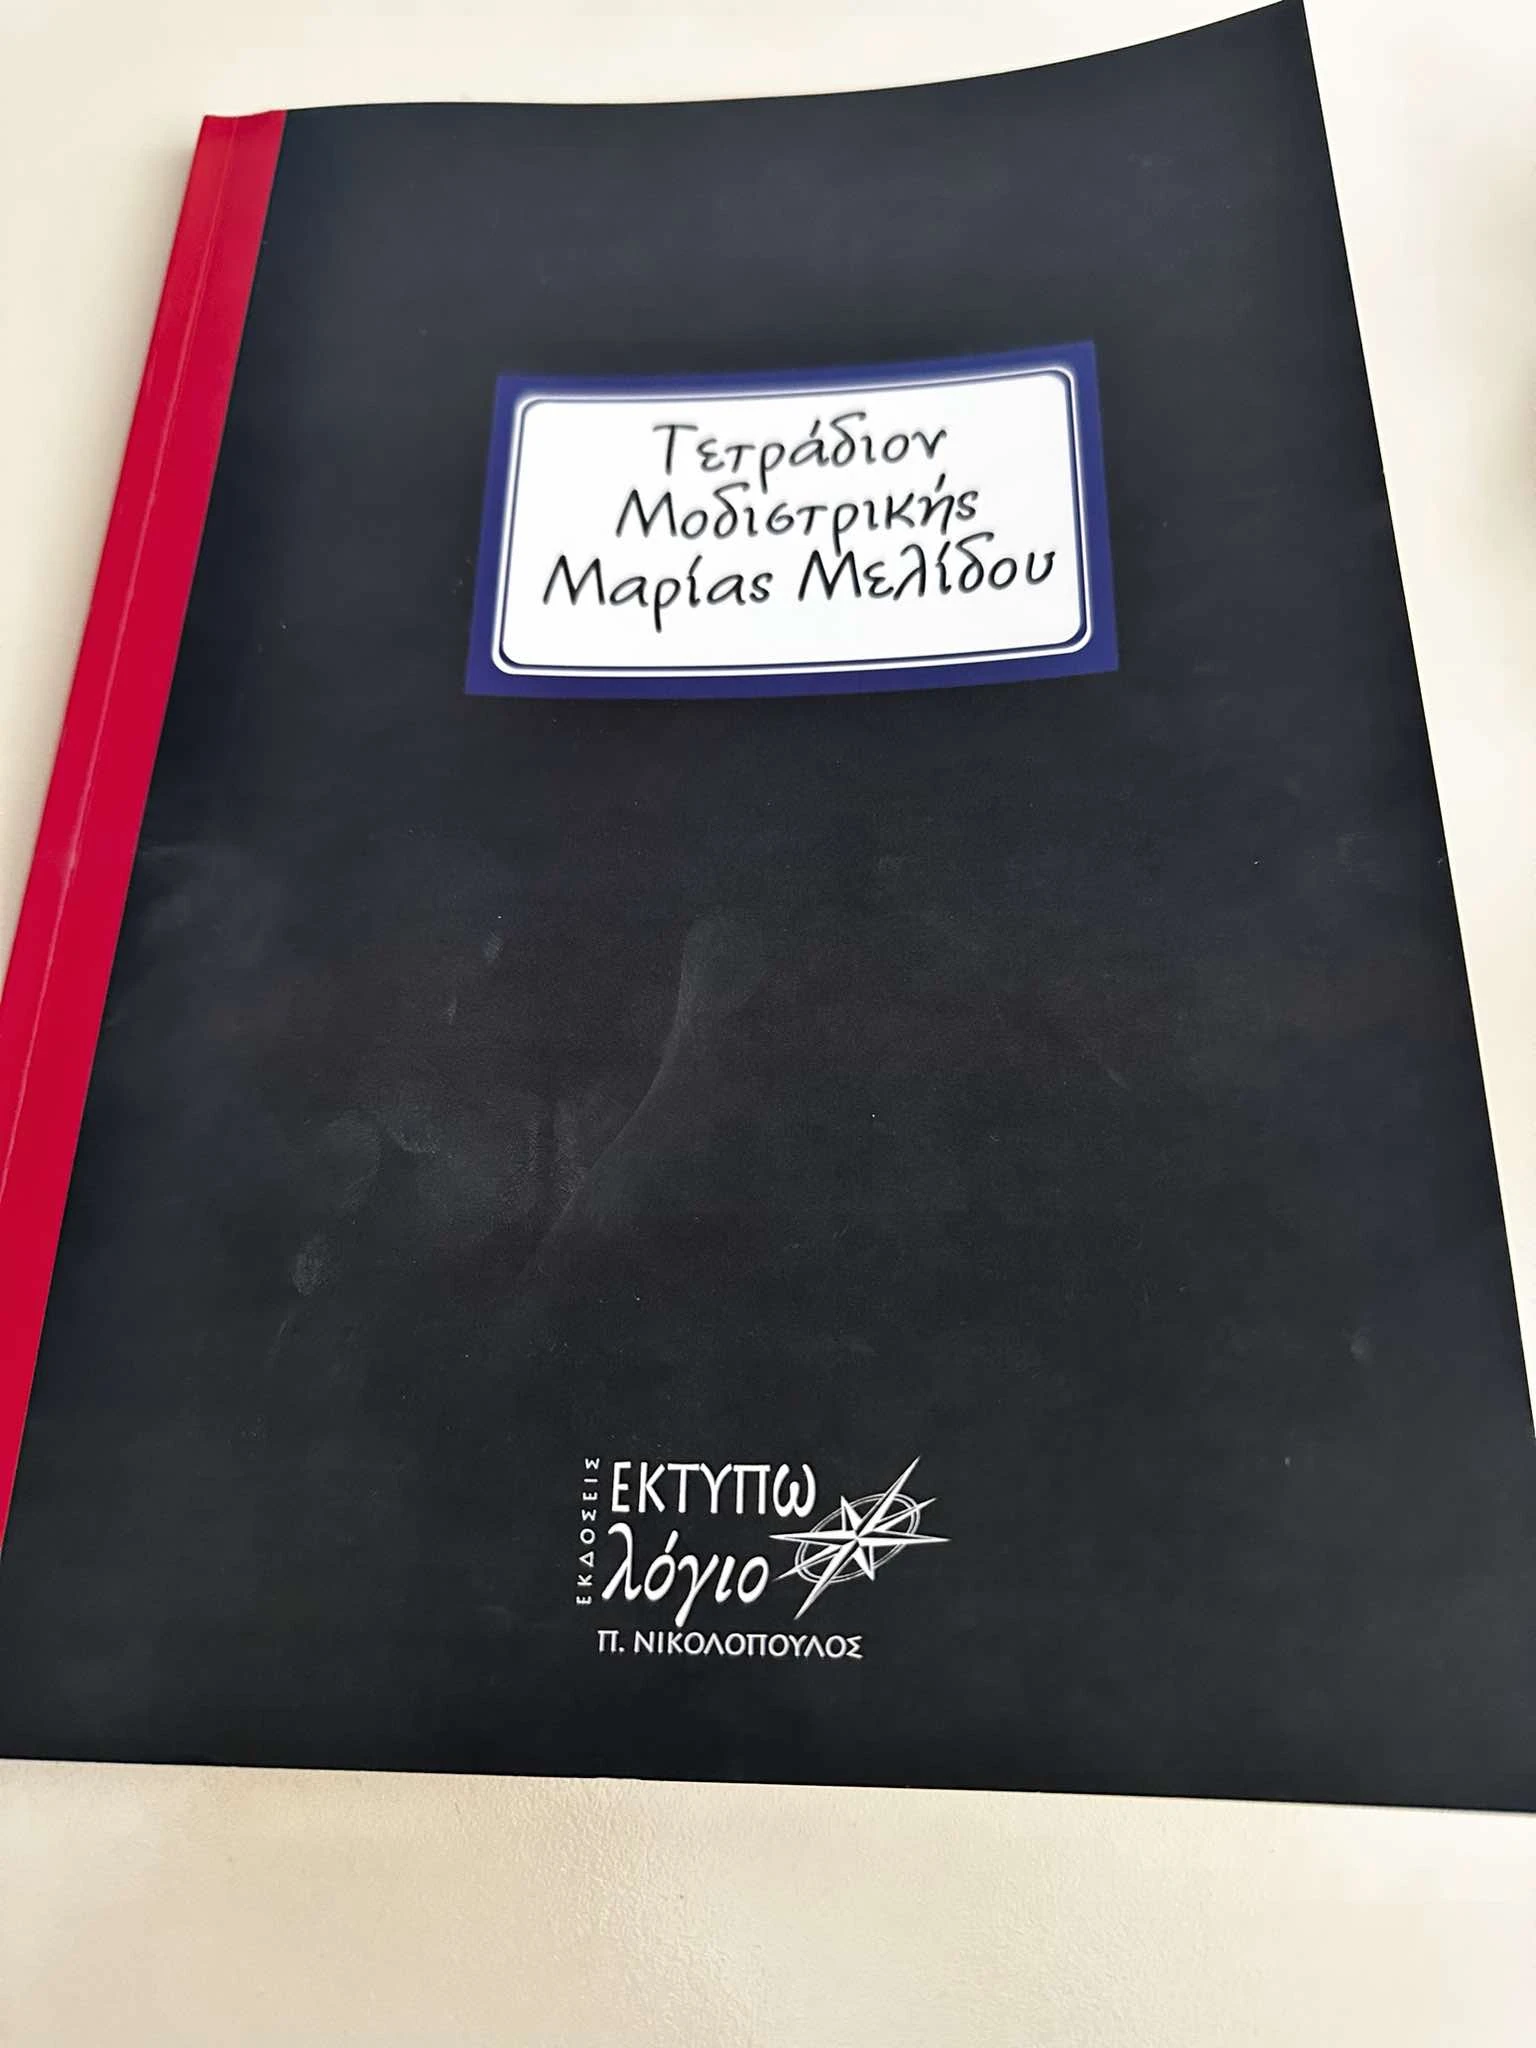 Τετράδιον
Μοδιστρικής
Μαρίας Μελίδου
ΕΚΔΟΣΕΙΣ
ΕΚΤΥΠω
λόγιο
Π. ΝΙΚΟΛΟΠΟΥΛΟΣ